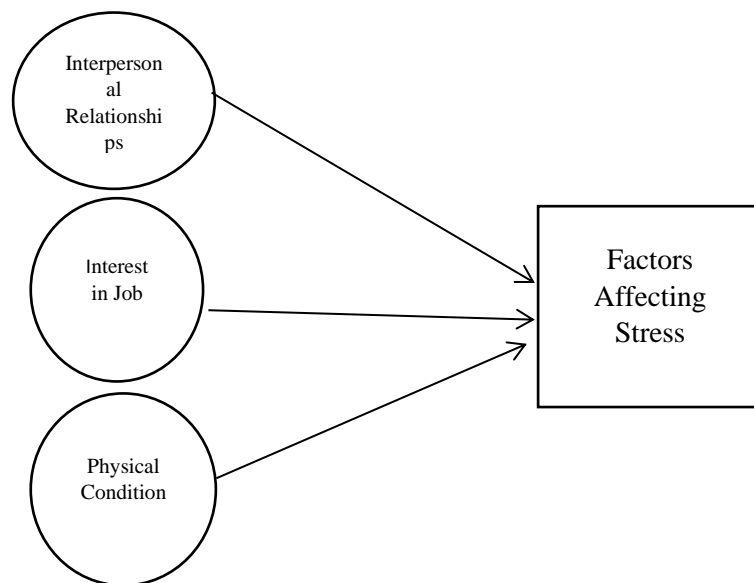 Interperson
al
Relationshi
ps
Interest
in Job
Physical
Condition
Factors
Affecting
Stress